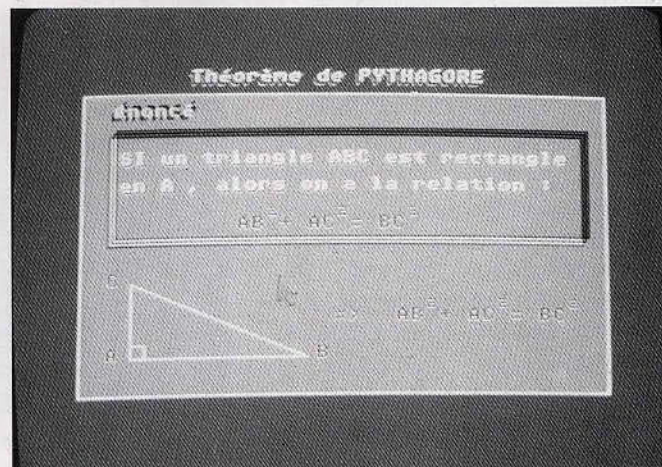 Théorème de PYTHAGORE
énoncé
SI un triangle ABC est rectangle
en A , alors on a la relation :
AB²+ AC²= BC²
C
=> AB²+ AC²= BC²
A
B